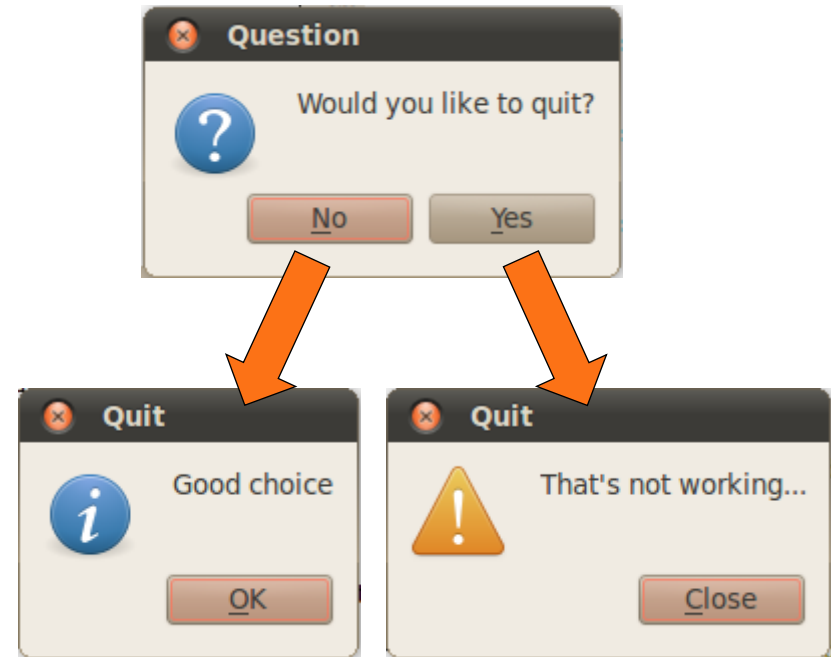 Question
Would you like to quit?
No Yes
Quit
Good choice
OK
Quit
That's not working...
Close